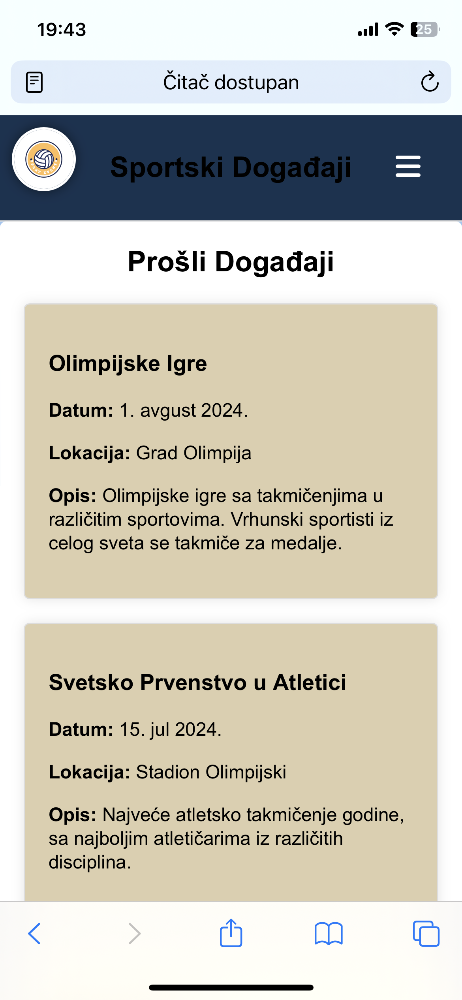 19:43
25
Čitač dostupan
SPORT EVENTS
Sportski Događaji
Prošli Događaji
Olimpijske Igre
Datum: 1. avgust 2024.
Lokacija: Grad Olimpija
Opis: Olimpijske igre sa takmičenjima u
različitim sportovima. Vrhunski sportisti iz
celog sveta se takmiče za medalje.
Svetsko Prvenstvo u Atletici
Datum: 15. jul 2024.
Lokacija: Stadion Olimpijski
Opis: Najveće atletsko takmičenje godine,
sa najboljim atletičarima iz različitih
disciplina.